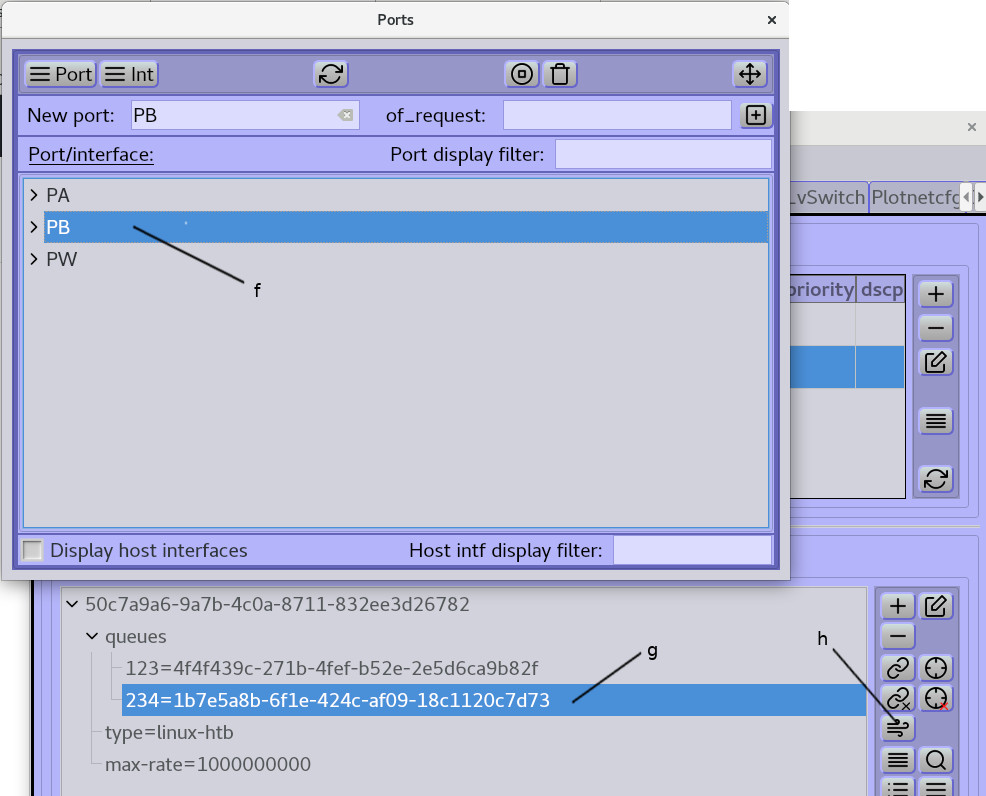 Ports
Port Int
New port: PB of_request:
Port/interface: Port display filter:
PA
PB
PW
f
LvSwitch Plotnetcfg
priority dscp
Display host interfaces Host intf display filter:
50c7a9a6-9a7b-4c0a-8711-832ee3d26782
queues
123=4f4f439c-271b-4fef-b52e-2e5d6ca9b82f
234=1b7e5a8b-6f1e-424c-af09-18c1120c7d73
type=linux-htb
max-rate=1000000000
g
h